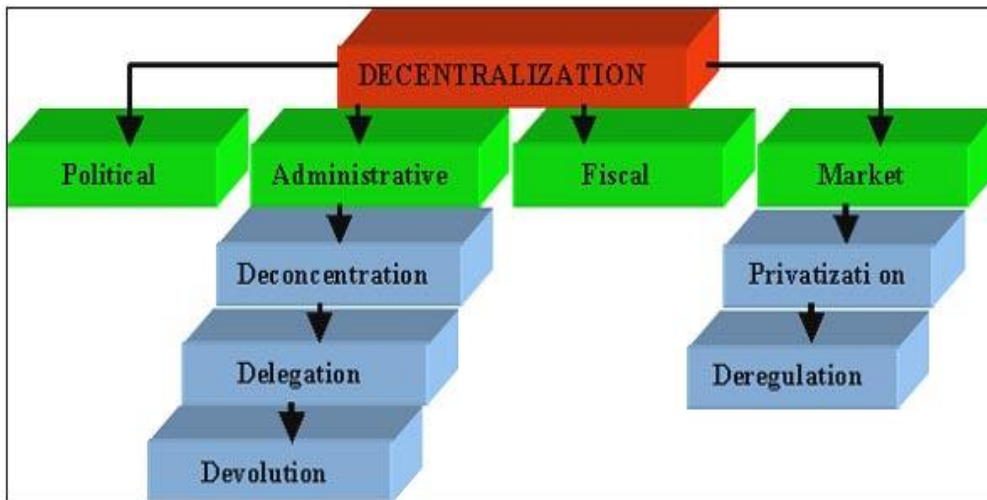 DECENTRALIZATION
Political
Administrative
Fiscal
Market
Deconcentration
Privatizati on
Delegation
Deregulation
Devolution